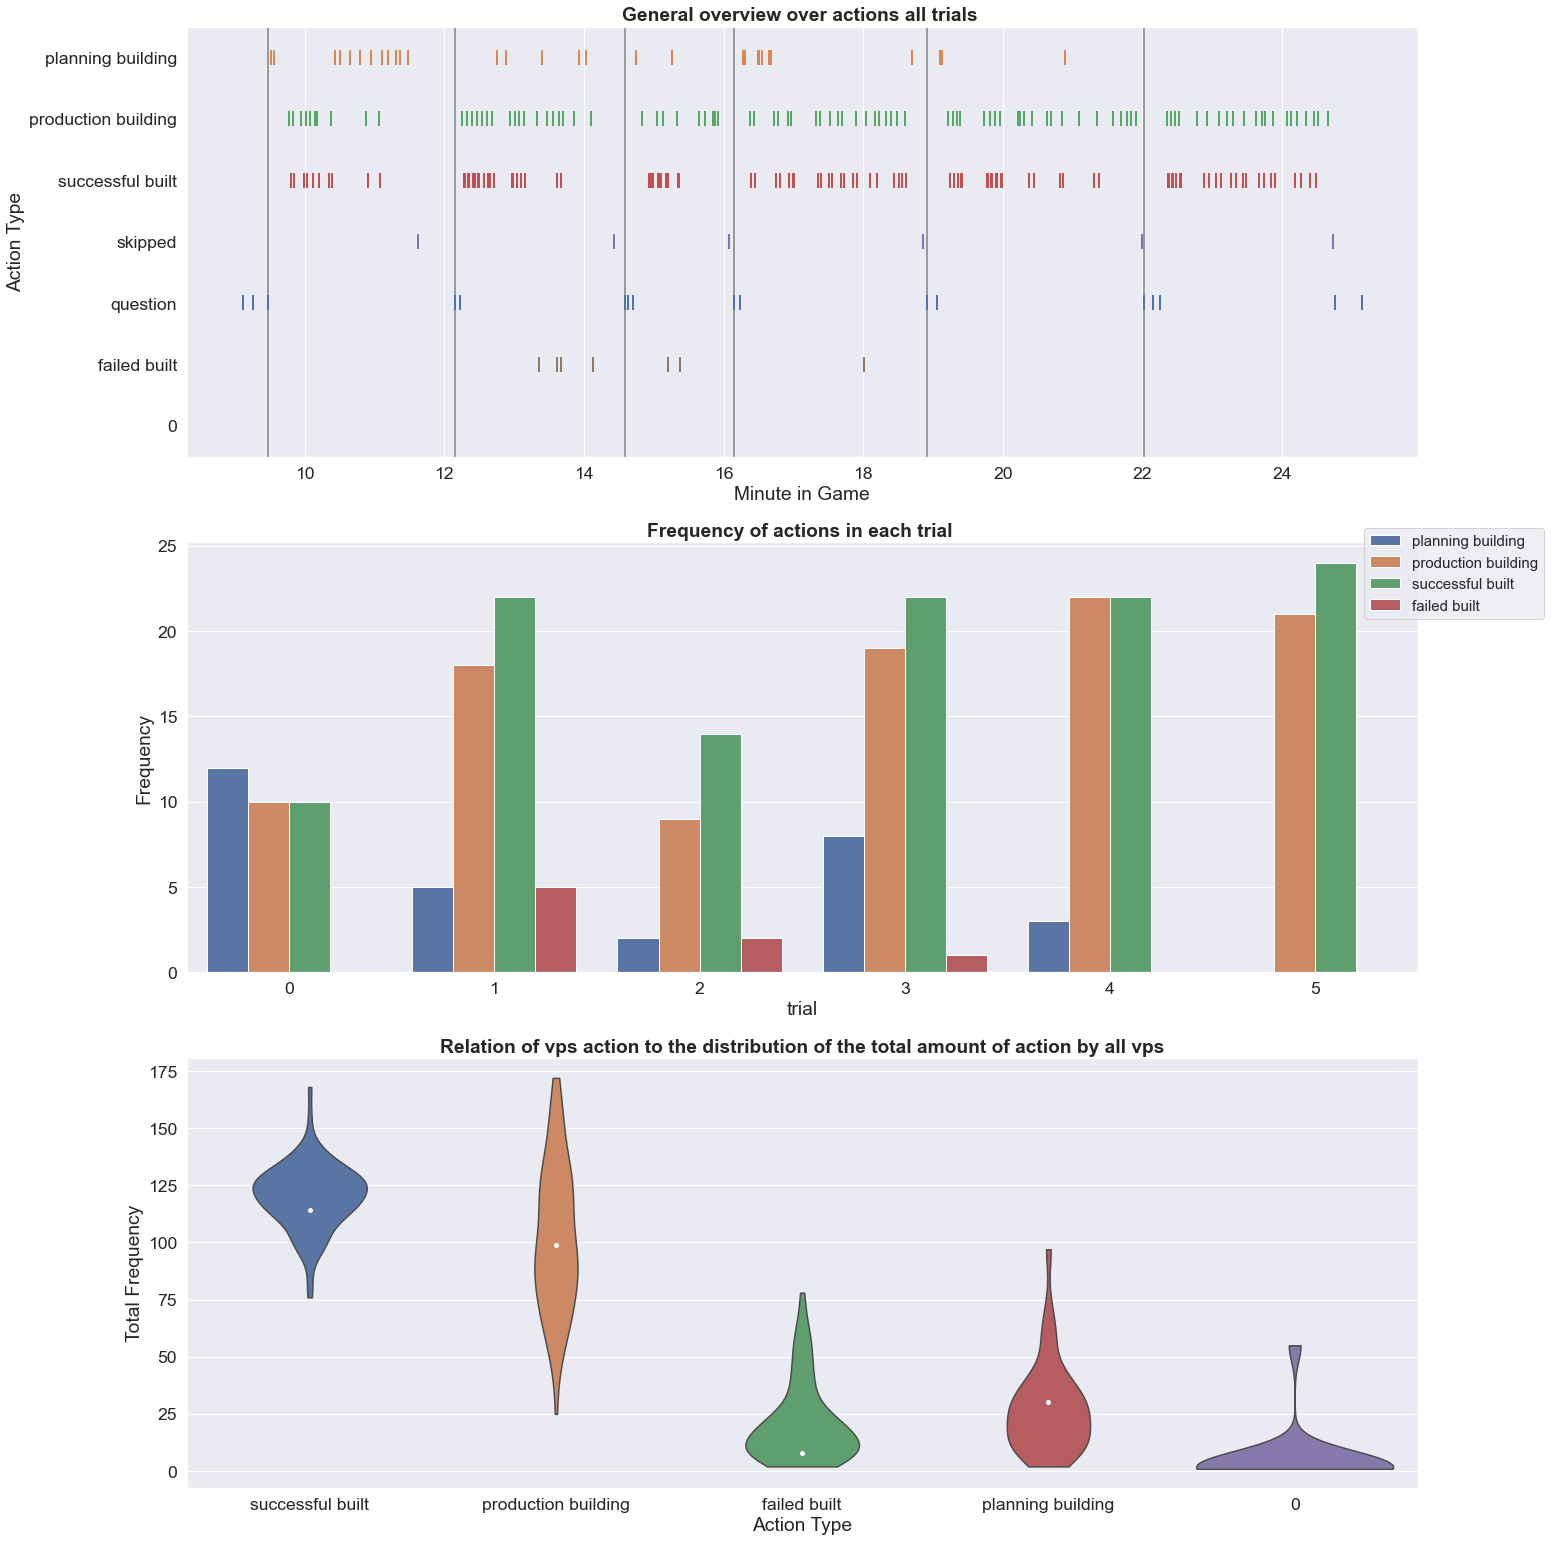 General overview over actions all trials
planning building
production building
successful built
skipped
question
failed built
0
Action Type
10 12 14 16 18 20 22 24
Minute in Game
Frequency of actions in each trial
planning building
production building
successful built
failed built
25
20
15
10
5
0
Frequency
0 1 2 3 4 5
trial
Relation of vps action to the distribution of the total amount of action by all vps
175
150
125
100
75
50
25
0
Total Frequency
successful built production building failed built planning building 0
Action Type